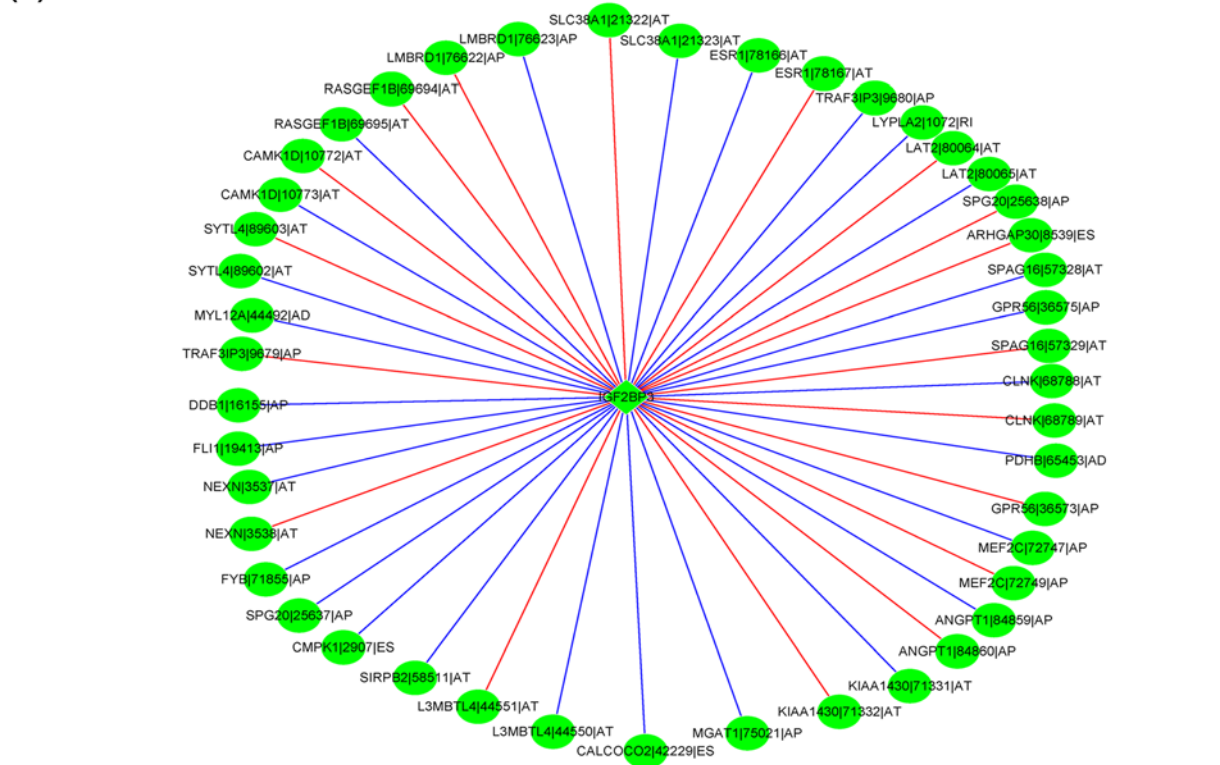 SLC38A1|21322|AT
LMBRD1|76623|AP
SLC38A1|21323|AT
LMBRD1|76622|AP
ESR1|78166|AT
ESR1|78167|AT
RASGEF1B|69694|AT
TRAF3IP3|9680|AP
RASGEF1B|69695|AT
LYPLA2|1072|RI
CAMK1D|10772|AT
LAT2|80064|AT
LAT2|80065|AT
CAMK1D|10773|AT
SPG20|25638|AP
SYTL4|89603|AT
ARHGAP30|8539|ES
SYTL4|89602|AT
SPAG16|57328|AT
MYL12A|44492|AD
GPR56|36575|AP
TRAF3IP3|9679|AP
SPAG16|57329|AT
CLNK|68788|AT
IGF2BP3
DDB1|16155|AP
CLNK|68789|AT
FLI1|19413|AP
PDHB|65453|AD
NEXN|3537|AT
GPR56|36573|AP
NEXN|3538|AT
MEF2C|72747|AP
FYB|71855|AP
MEF2C|72749|AP
SPG20|25637|AP
ANGPT1|84859|AP
CMPK1|2907|ES
ANGPT1|84860|AP
SIRPB2|58511|AT
KIAA1430|71331|AT
L3MBTL4|44551|AT
KIAA1430|71332|AT
L3MBTL4|44550|AT
MGAT1|75021|AP
CALCOCO2|42229|ES